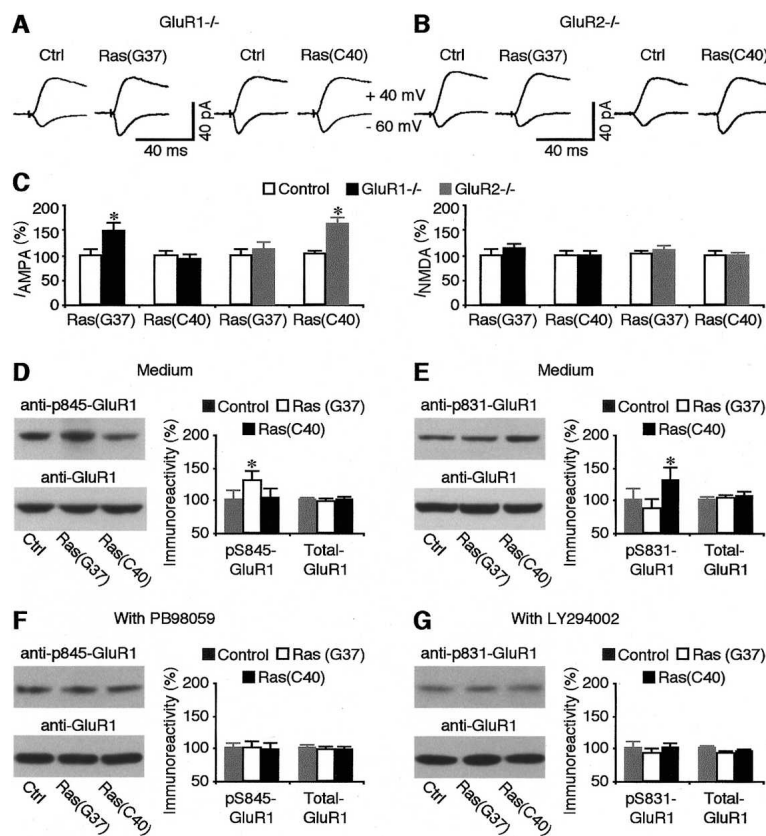 A GluR1-/- B GluR2-/-
Ctrl Ras(G37) Ctrl Ras(C40) Ctrl Ras(G37) Ctrl Ras(C40)
+ 40 mV
- 60 mV
40 pA
40 ms
40 pA
40 ms
C Control GluR1-/- GluR2-/-
IAMPA (%)
200
150
100
50
0
* *
Ras(G37) Ras(C40) Ras(G37) Ras(C40)
INMDA (%)
200
150
100
50
0
Ras(G37) Ras(C40) Ras(G37) Ras(C40)
D Medium
anti-p845-GluR1
anti-GluR1
Ctrl Ras(G37) Ras(C40)
Control Ras (G37)
Ras(C40)
Immunoreactivity (%)
200
150
100
50
*
pS845-GluR1 Total-GluR1
E Medium
anti-p831-GluR1
anti-GluR1
Ctrl Ras(G37) Ras(C40)
Control Ras (G37)
Ras(C40)
Immunoreactivity (%)
200
150
100
50
*
pS831-GluR1 Total-GluR1
F With PB98059
anti-p845-GluR1
anti-GluR1
Ctrl Ras(G37) Ras(C40)
Control Ras (G37)
Ras(C40)
Immunoreactivity (%)
200
150
100
50
pS845-GluR1 Total-GluR1
G With LY294002
anti-p831-GluR1
anti-GluR1
Ctrl Ras(G37) Ras(C40)
Control Ras (G37)
Ras(C40)
Immunoreactivity (%)
200
150
100
50
pS831-GluR1 Total-GluR1